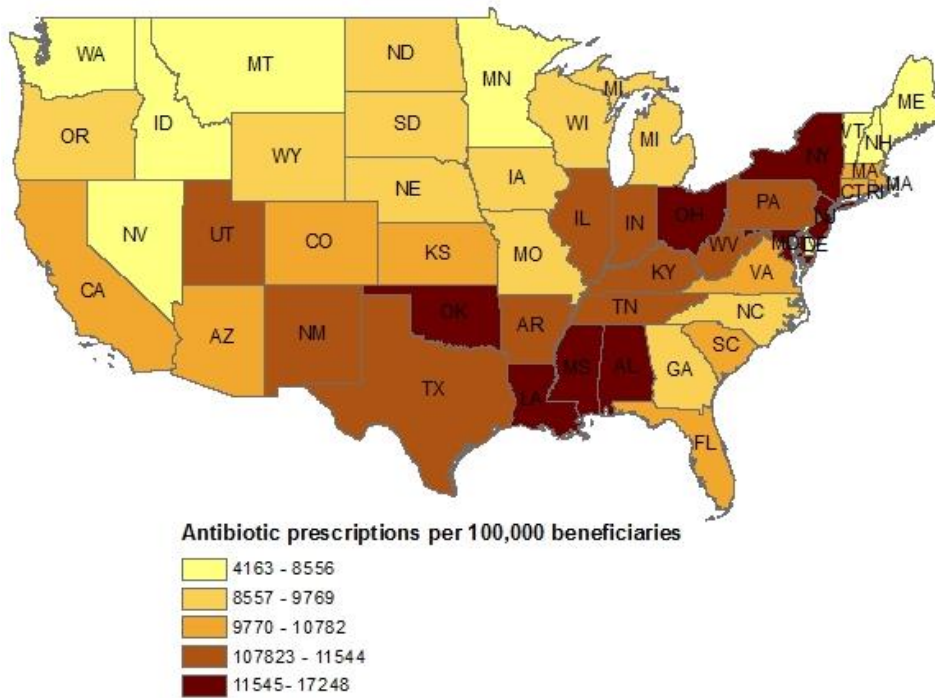 WA
MT
ND
MN
ME
OR
ID
SD
WI
MI
MI
VT
NH
WY
NY
MA
MA
CT
RI
NE
IA
PA
NJ
NV
UT
CO
KS
MO
IL
IN
OH
WV
MD
DE
CA
KY
VA
AZ
NM
OK
AR
TN
NC
TX
LA
MS
AL
GA
SC
FL
Antibiotic prescriptions per 100,000 beneficiaries
4163 - 8556
8557 - 9769
9770 - 10782
107823 - 11544
11545- 17248